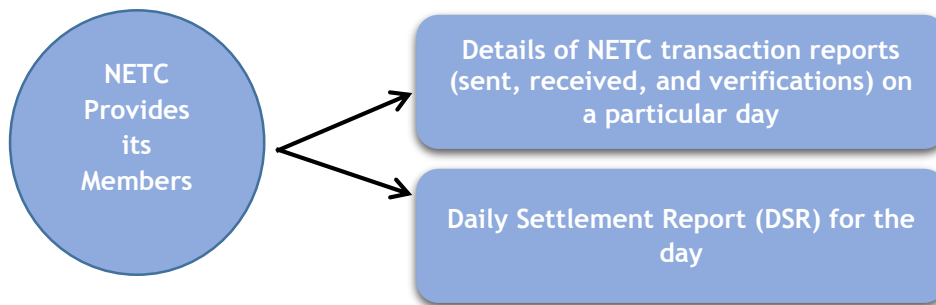 NETC
Provides
its
Members
Details of NETC transaction reports
(sent, received, and verifications) on
a particular day
Daily Settlement Report (DSR) for the
day